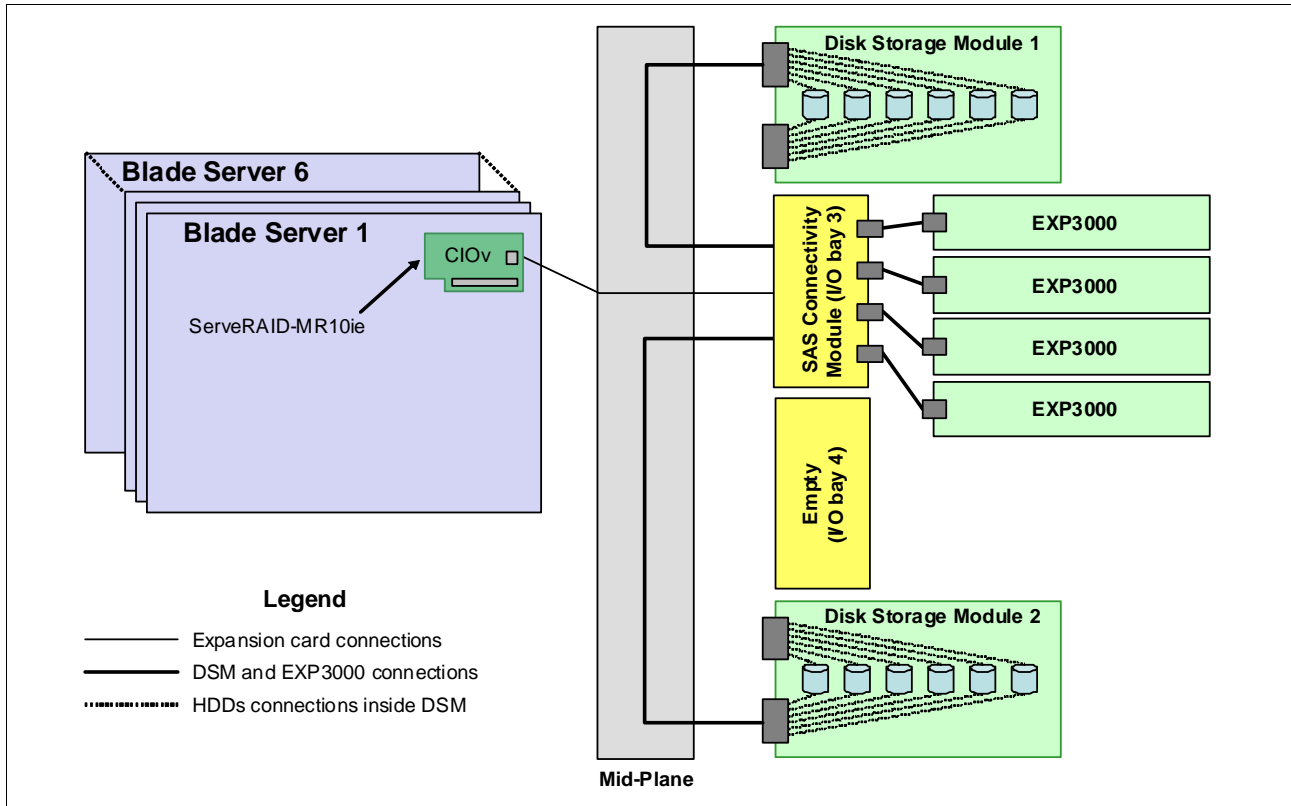 Disk Storage Module 1
Blade Server 6
Blade Server 1
CIOv
ServeRAID-MR10ie
SAS Connectivity
Module (I/O bay 3)
EXP3000
EXP3000
EXP3000
EXP3000
Empty
(I/O bay 4)
Disk Storage Module 2
Legend
Expansion card connections
DSM and EXP3000 connections
HDDs connections inside DSM
Mid-Plane